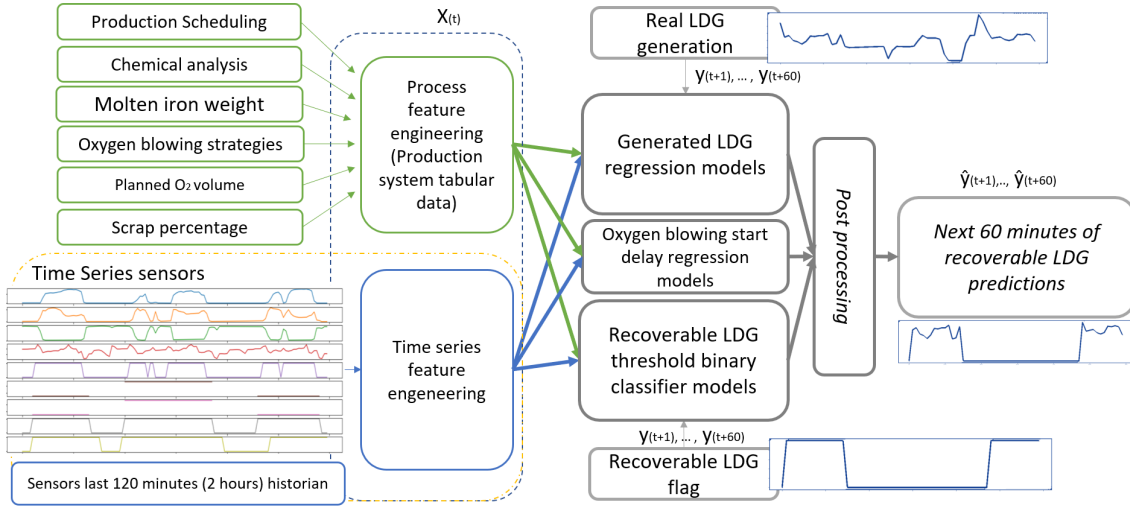 Production Scheduling
Chemical analysis
Molten iron weight
Oxygen blowing strategies
Planned O2 volume
Scrap percentage
X(t)
Process
feature
engineering
(Production
system tabular
data)
Time Series sensors
Time series
feature
engeneering
Sensors last 120 minutes (2 hours) historian
Real LDG
generation
y(t+1), ... , y(t+60)
Generated LDG
regression models
Oxygen blowing start
delay regression
models
Recoverable LDG
threshold binary
classifier models
y(t+1), ... , y(t+60)
Recoverable LDG
flag
Post processing
ŷ(t+1),.., ŷ(t+60)
Next 60 minutes of
recoverable LDG
predictions